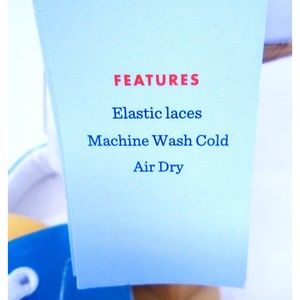 FEATURES
Elastic laces
Machine Wash Cold
Air Dry